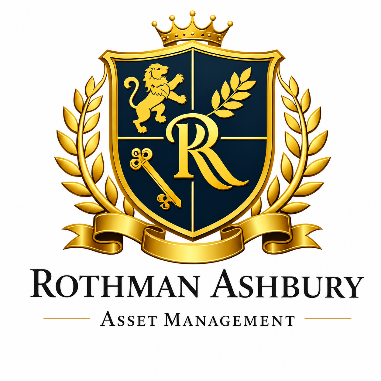 R
ROTHMAN ASHBURY
ASSET MANAGEMENT